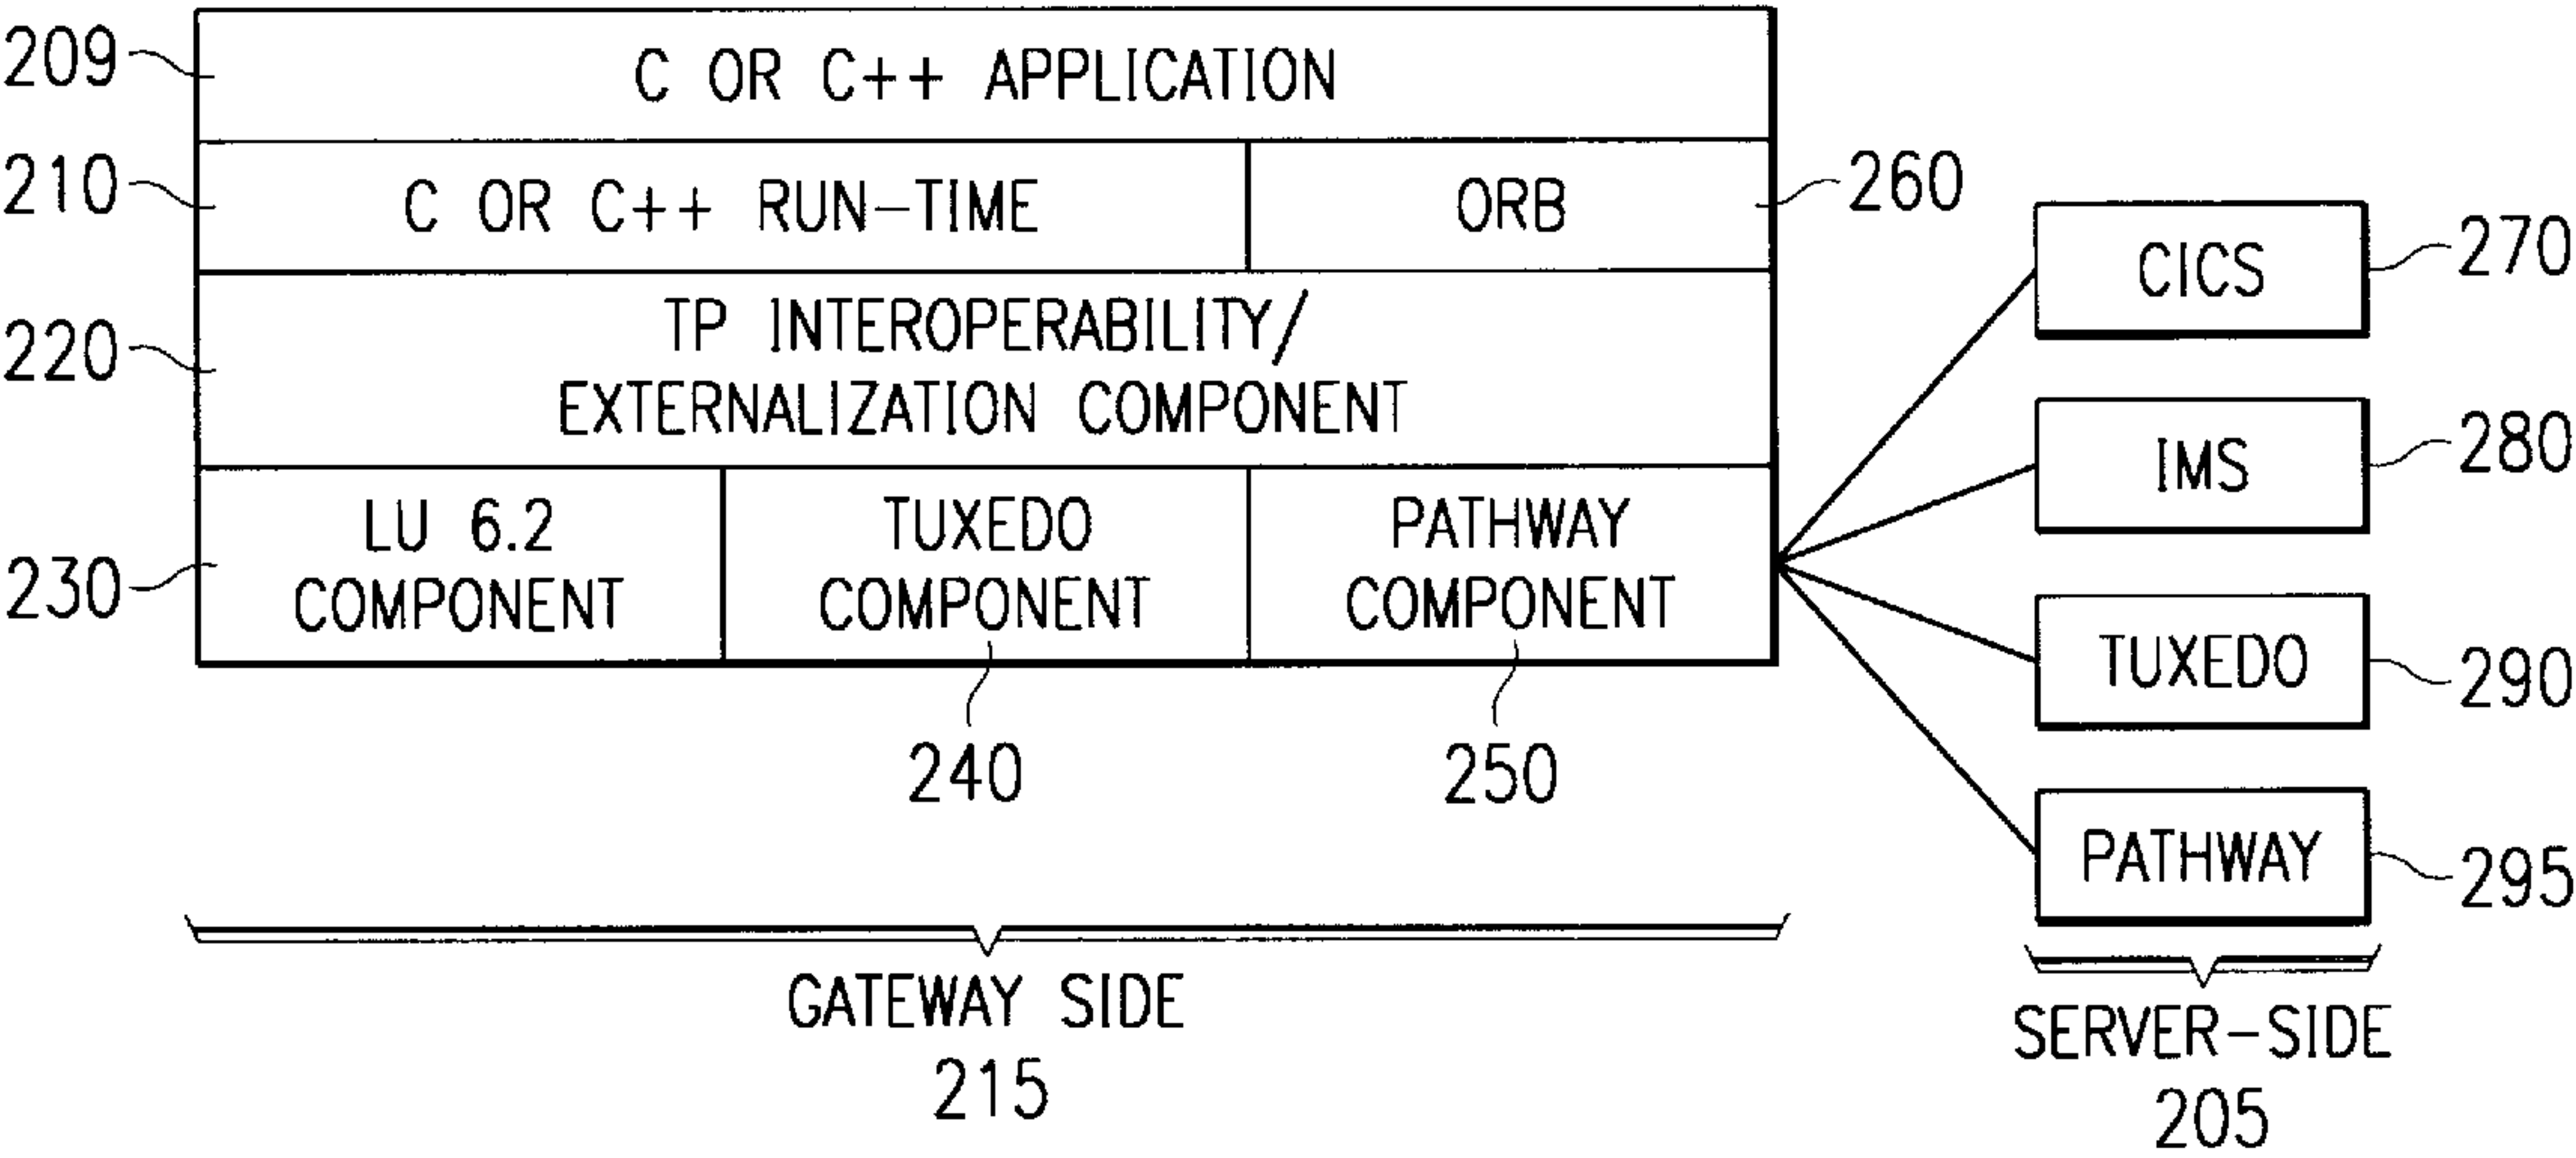 209
C OR C++ APPLICATION
210
C OR C++ RUN-TIME
ORB
260
220
TP INTEROPERABILITY/
EXTERNALIZATION COMPONENT
230
LU 6.2
COMPONENT
TUXEDO
COMPONENT
PATHWAY
COMPONENT
240
250
CICS
270
IMS
280
TUXEDO
290
PATHWAY
295
GATEWAY SIDE
215
SERVER-SIDE
205